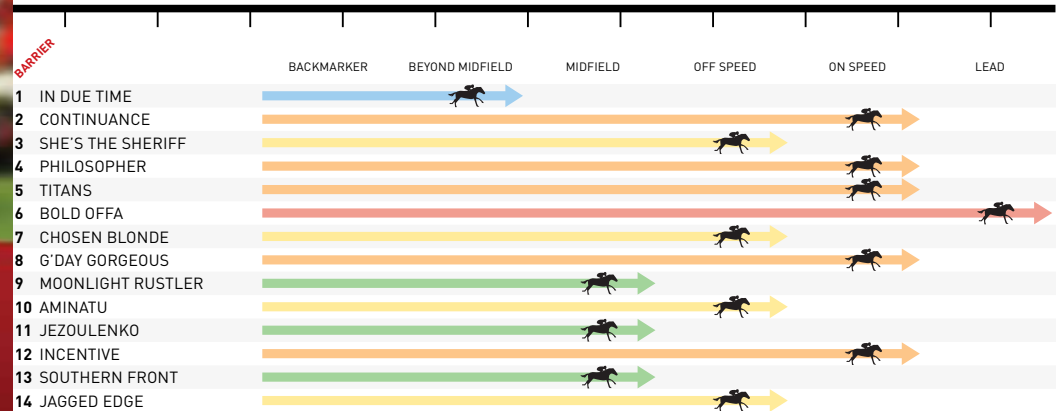 BARRIER
BACKMARKER BEYOND MIDFIELD MIDFIELD OFF SPEED ON SPEED LEAD
1 IN DUE TIME
2 CONTINUANCE
3 SHE'S THE SHERIFF
4 PHILOSOPHER
5 TITANS
6 BOLD OFFA
7 CHOSEN BLONDE
8 G'DAY GORGEOUS
9 MOONLIGHT RUSTLER
10 AMINATU
11 JEZOULENKO
12 INCENTIVE
13 SOUTHERN FRONT
14 JAGGED EDGE